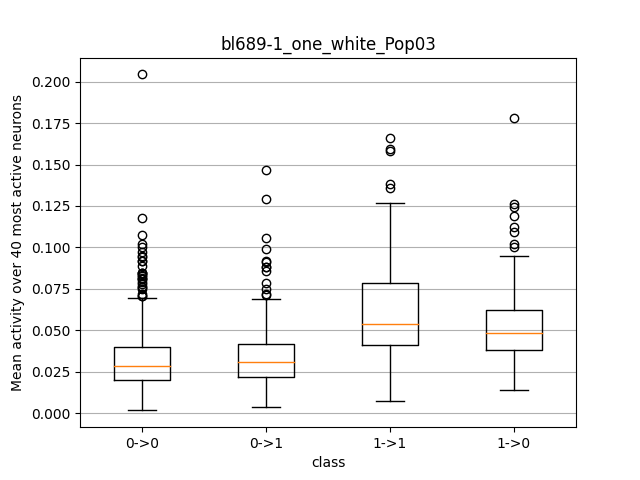 bl689-1_one_white_Pop03
Mean activity over 40 most active neurons
0.200
0.175
0.150
0.125
0.100
0.075
0.050
0.025
0.000
0->0 0->1 1->1 1->0
class